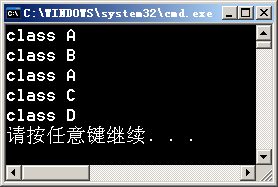 C:\WINDOWS\system32\cmd.exe
class A
class B
class A
class C
class D
请按任意键继续. . .